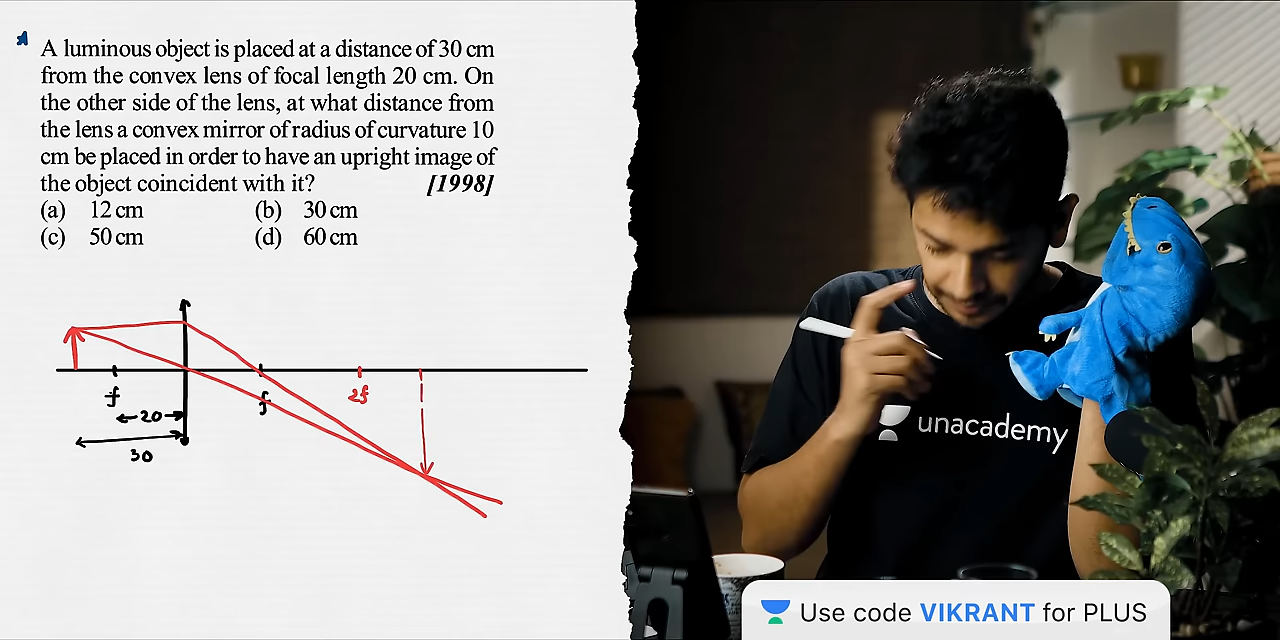 A luminous object is placed at a distance of 30 cm
from the convex lens of focal length 20 cm. On
the other side of the lens, at what distance from
the lens a convex mirror of radius of curvature 10
cm be placed in order to have an upright image of
the object coincident with it? [1998]
(a) 12 cm (b) 30 cm
(c) 50 cm (d) 60 cm
f
20
30
f
2f
unacademy
Use code VIKRANT for PLUS